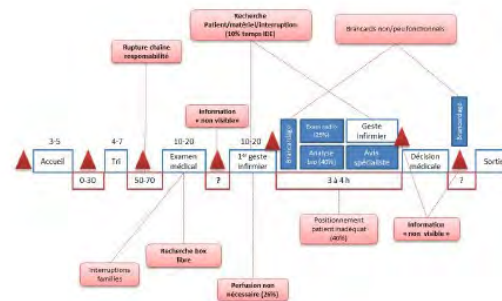 Recherche
Patient/matériel/interruption
(10% temps IDE)
Brancards non/peu fonctionnels
Rupture chaîne
responsabilité
Information
« non visible »
Geste
infirmier
Brancardage
Exam radio (25%)
Brancardage
3-5
4-7
10-20
10-20
Accueil
Tri
Examen
médical
1er geste
infirmier
Analyse
bio (40%)
Avis
spécialiste
Décision
médicale
Sortie
0-30
50-70
?
3 à 4 h
?
Positionnement
patient inadéquat
(40%)
Information
« non visible »
Recherche box
libre
Interruptions
familles
Perfusion non
nécessaire (26%)